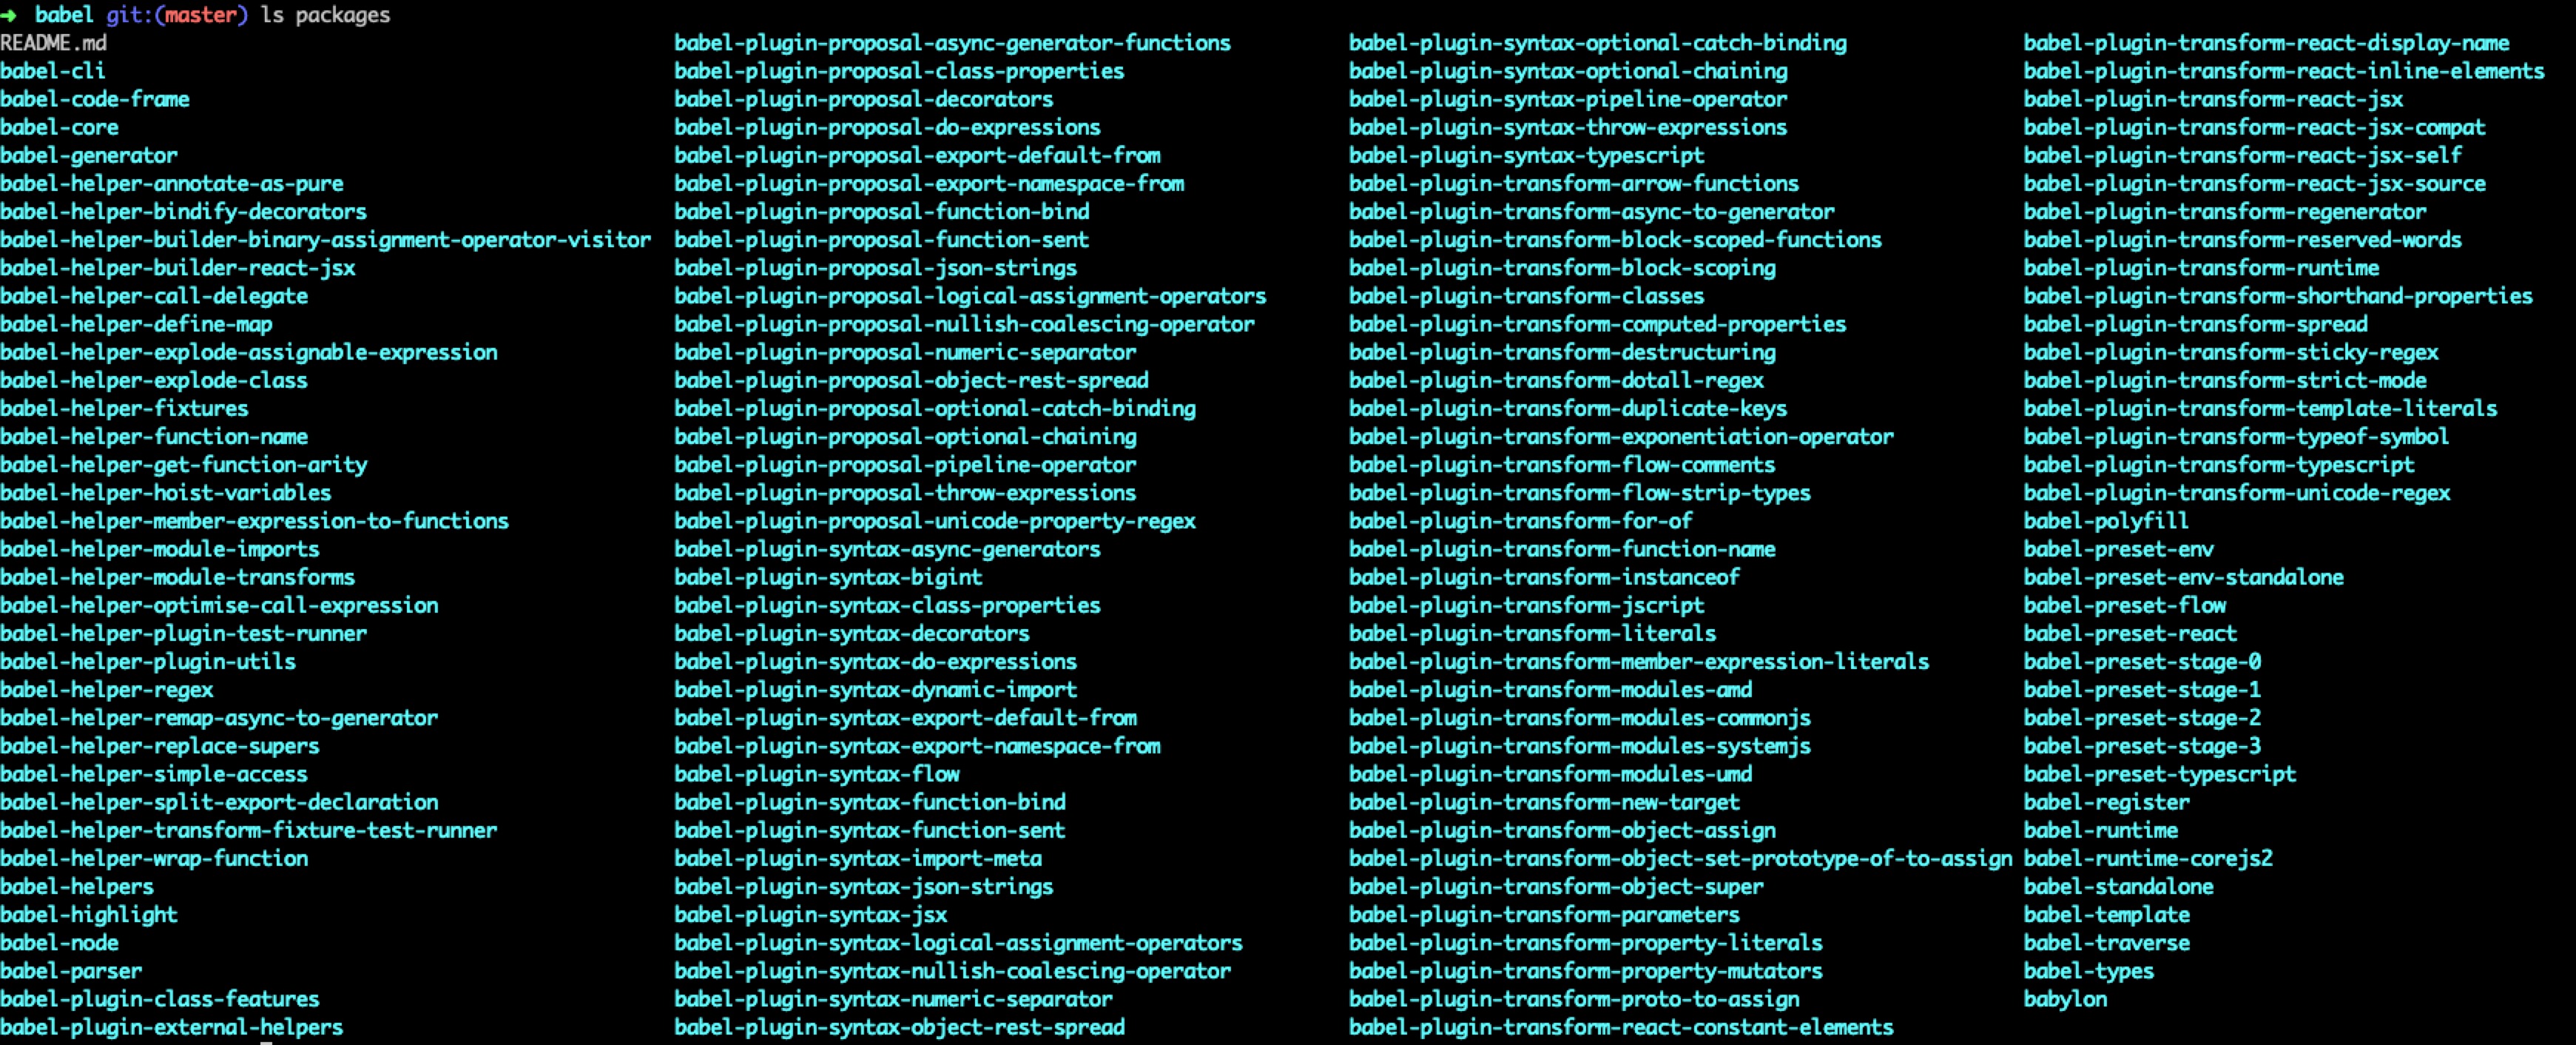 ➜ babel git:(master) ls packages
README.md babel-plugin-proposal-async-generator-functions babel-plugin-syntax-optional-catch-binding babel-plugin-transform-react-display-name
babel-cli babel-plugin-proposal-class-properties babel-plugin-syntax-optional-chaining babel-plugin-transform-react-inline-elements
babel-code-frame babel-plugin-proposal-decorators babel-plugin-syntax-pipeline-operator babel-plugin-transform-react-jsx
babel-core babel-plugin-proposal-do-expressions babel-plugin-syntax-throw-expressions babel-plugin-transform-react-jsx-compat
babel-generator babel-plugin-proposal-export-default-from babel-plugin-syntax-typescript babel-plugin-transform-react-jsx-self
babel-helper-annotate-as-pure babel-plugin-proposal-export-namespace-from babel-plugin-transform-arrow-functions babel-plugin-transform-react-jsx-source
babel-helper-bindify-decorators babel-plugin-proposal-function-bind babel-plugin-transform-async-to-generator babel-plugin-transform-regenerator
babel-helper-builder-binary-assignment-operator-visitor babel-plugin-proposal-function-sent babel-plugin-transform-block-scoped-functions babel-plugin-transform-reserved-words
babel-helper-builder-react-jsx babel-plugin-proposal-json-strings babel-plugin-transform-block-scoping babel-plugin-transform-runtime
babel-helper-call-delegate babel-plugin-proposal-logical-assignment-operators babel-plugin-transform-classes babel-plugin-transform-shorthand-properties
babel-helper-define-map babel-plugin-proposal-nullish-coalescing-operator babel-plugin-transform-computed-properties babel-plugin-transform-spread
babel-helper-explode-assignable-expression babel-plugin-proposal-numeric-separator babel-plugin-transform-destructuring babel-plugin-transform-sticky-regex
babel-helper-explode-class babel-plugin-proposal-object-rest-spread babel-plugin-transform-dotall-regex babel-plugin-transform-strict-mode
babel-helper-fixtures babel-plugin-proposal-optional-catch-binding babel-plugin-transform-duplicate-keys babel-plugin-transform-template-literals
babel-helper-function-name babel-plugin-proposal-optional-chaining babel-plugin-transform-exponentiation-operator babel-plugin-transform-typeof-symbol
babel-helper-get-function-arity babel-plugin-proposal-pipeline-operator babel-plugin-transform-flow-comments babel-plugin-transform-typescript
babel-helper-hoist-variables babel-plugin-proposal-throw-expressions babel-plugin-transform-flow-strip-types babel-plugin-transform-unicode-regex
babel-helper-member-expression-to-functions babel-plugin-proposal-unicode-property-regex babel-plugin-transform-for-of babel-polyfill
babel-helper-module-imports babel-plugin-syntax-async-generators babel-plugin-transform-function-name babel-preset-env
babel-helper-module-transforms babel-plugin-syntax-bigint babel-plugin-transform-instanceof babel-preset-env-standalone
babel-helper-optimise-call-expression babel-plugin-syntax-class-properties babel-plugin-transform-jscript babel-preset-flow
babel-helper-plugin-test-runner babel-plugin-syntax-decorators babel-plugin-transform-literals babel-preset-react
babel-helper-plugin-utils babel-plugin-syntax-do-expressions babel-plugin-transform-member-expression-literals babel-preset-stage-0
babel-helper-regex babel-plugin-syntax-dynamic-import babel-plugin-transform-modules-amd babel-preset-stage-1
babel-helper-remap-async-to-generator babel-plugin-syntax-export-default-from babel-plugin-transform-modules-commonjs babel-preset-stage-2
babel-helper-replace-supers babel-plugin-syntax-export-namespace-from babel-plugin-transform-modules-systemjs babel-preset-stage-3
babel-helper-simple-access babel-plugin-syntax-flow babel-plugin-transform-modules-umd babel-preset-typescript
babel-helper-split-export-declaration babel-plugin-syntax-function-bind babel-plugin-transform-new-target babel-register
babel-helper-transform-fixture-test-runner babel-plugin-syntax-function-sent babel-plugin-transform-object-assign babel-runtime
babel-helper-wrap-function babel-plugin-syntax-import-meta babel-plugin-transform-object-set-prototype-of-to-assign babel-runtime-corejs2
babel-helpers babel-plugin-syntax-json-strings babel-plugin-transform-object-super babel-standalone
babel-highlight babel-plugin-syntax-jsx babel-plugin-transform-parameters babel-template
babel-node babel-plugin-syntax-logical-assignment-operators babel-plugin-transform-property-literals babel-traverse
babel-parser babel-plugin-syntax-nullish-coalescing-operator babel-plugin-transform-property-mutators babel-types
babel-plugin-class-features babel-plugin-syntax-numeric-separator babel-plugin-transform-proto-to-assign babylon
babel-plugin-external-helpers babel-plugin-syntax-object-rest-spread babel-plugin-transform-react-constant-elements